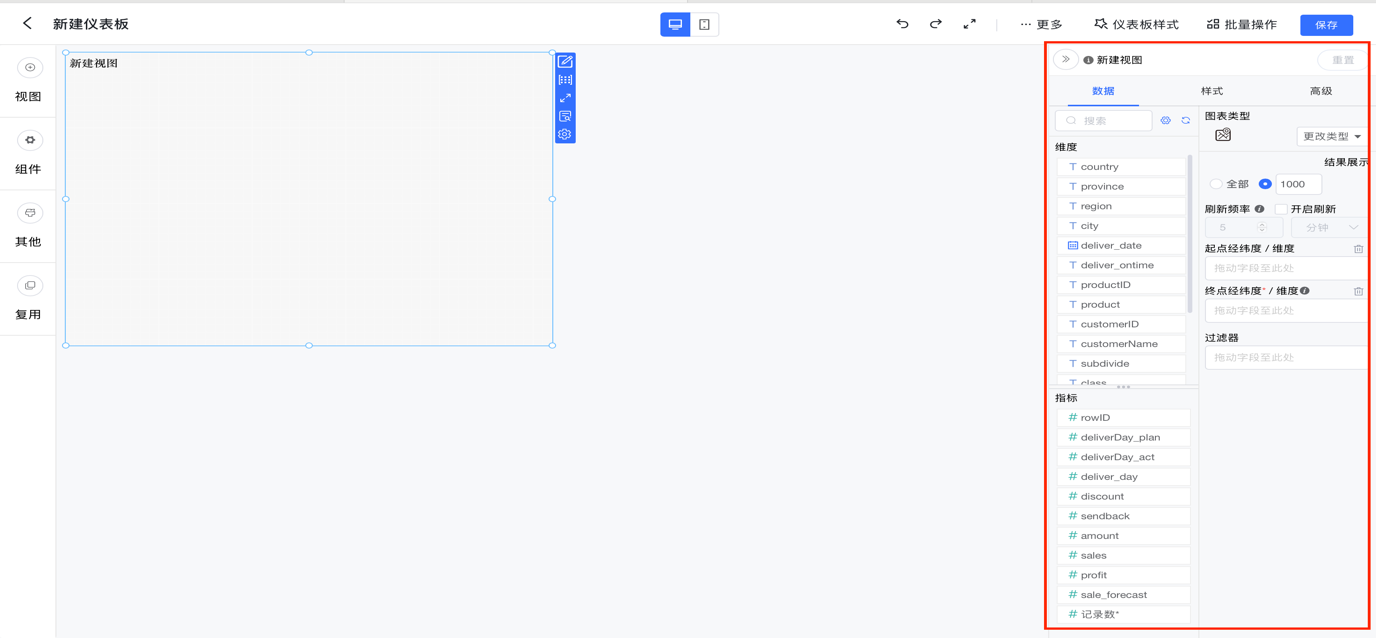 新建仪表板
更多
仪表板样式
批量操作
保存
视图
组件
其他
复用
新建视图
新建视图
重置
数据
样式
高级
搜索
维度
country
province
region
city
deliver_date
deliver_ontime
productID
product
customerID
customerName
subdivide
class
指标
rowID
deliverDay_plan
deliverDay_act
deliver_day
discount
sendback
amount
sales
profit
sale_forecast
记录数*
图表类型
更改类型
结果展示
全部
1000
刷新频率
开启刷新
5
分钟
起点经纬度 / 维度
拖动字段至此处
终点经纬度* / 维度
拖动字段至此处
过滤器
拖动字段至此处